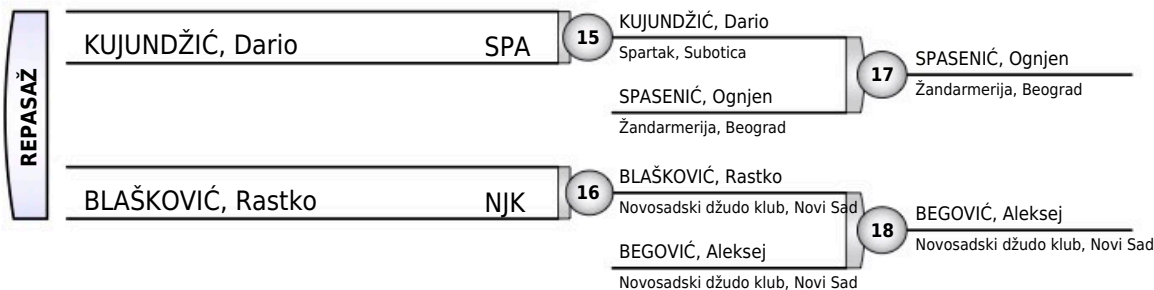 REPASAŽ
KUJUNDŽIĆ, Dario SPA
15
KUJUNDŽIĆ, Dario
Spartak, Subotica
SPASENIĆ, Ognjen
Žandarmerija, Beograd
17
SPASENIĆ, Ognjen
Žandarmerija, Beograd
BLAŠKOVIĆ, Rastko NJK
16
BLAŠKOVIĆ, Rastko
Novosadski džudo klub, Novi Sad
BEGOVIĆ, Aleksej
Novosadski džudo klub, Novi Sad
18
BEGOVIĆ, Aleksej
Novosadski džudo klub, Novi Sad